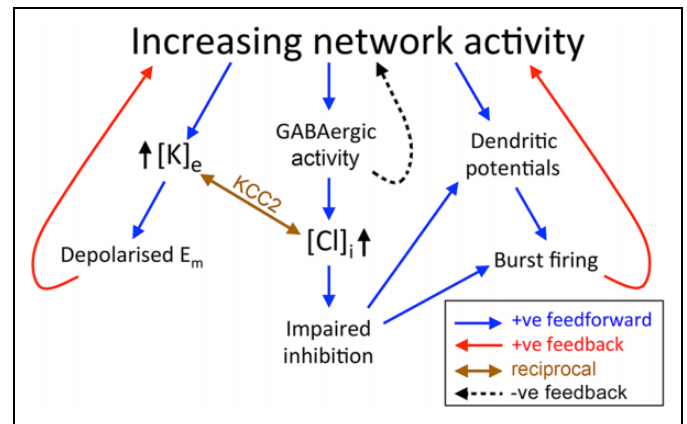 Increasing network activity
GABAergic
activity
Dendritic
potentials
↑[K]e
KCC2
Depolarised Em
[Cl]i↑
Burst firing
Impaired
inhibition
+ve feedforward
+ve feedback
reciprocal
-ve feedback